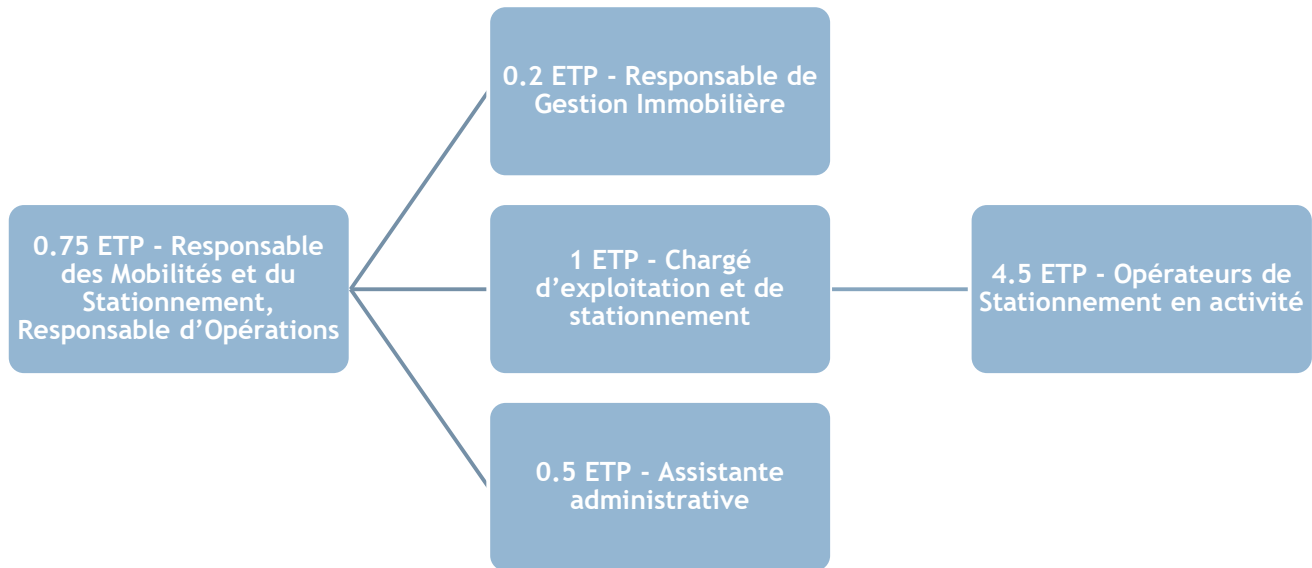 0.2 ETP - Responsable de
Gestion Immobilière
0.75 ETP - Responsable
des Mobilités et du
Stationnement,
Responsable d’Opérations
1 ETP - Chargé
d’exploitation et de
stationnement
4.5 ETP - Opérateurs de
Stationnement en activité
0.5 ETP - Assistante
administrative